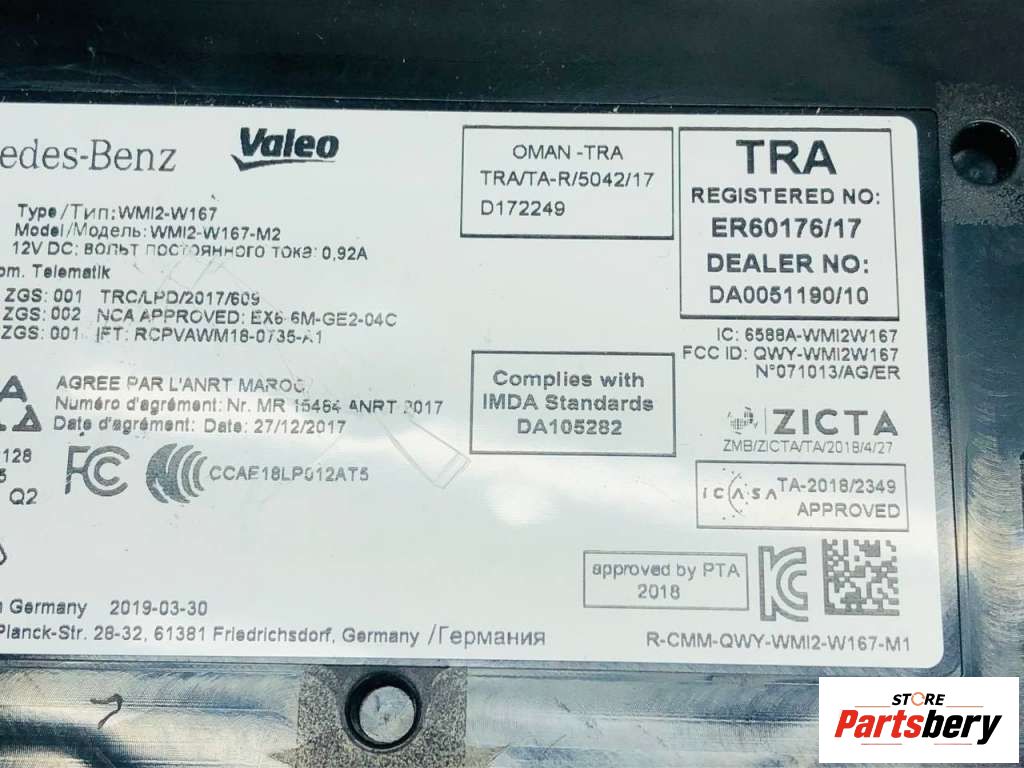 edes-Benz
Valeo
Type/Тип: WMI2-W167
Model/Модель: WMI2-W167-M2
12V DC: ВОЛЬТ ПОСТОЯННОГО ТОКА: 0,92A
om. Telematik
ZGS: 001 TRC/LPD/2017/609
ZGS: 002 NCA APPROVED: EX6 6M-GE2-04C
ZGS: 001 IFT: RCPVAWM18-0735-A1
A
AGREE PAR L'ANRT MAROC
Numéro d'agrément: Nr. MR 15464 ANRT 2017
Date d'agrément: Date: 27/12/2017
128
5
Q2
FC
CCAE18LP012AT5
OMAN -TRA
TRA/TA-R/5042/17
D172249
TRA
REGISTERED NO:
ER60176/17
DEALER NO:
DA0051190/10
IC: 6588A-WMI2W167
FCC ID: QWY-WMI2W167
N°071013/AG/ER
Complies with
IMDA Standards
DA105282
ZICTA
ZMB/ZICTA/TA/2018/4/27
ICASA TA-2018/2349
APPROVED
approved by PTA
2018
KC
n Germany 2019-03-30
Planck-Str. 28-32, 61381 Friedrichsdorf, Germany /Германия
R-CMM-QWY-WMI2-W167-M1
STORE
Partsbery